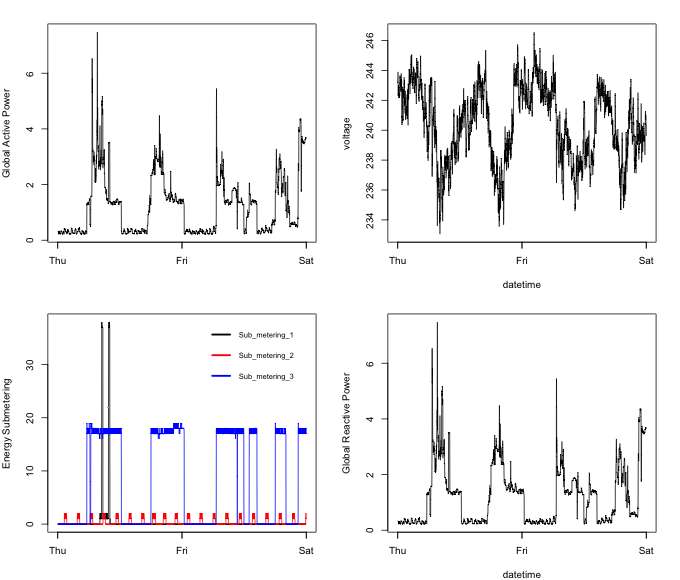 Global Active Power
6
4
2
0
Thu
Fri
Sat
voltage
246
244
242
240
238
236
234
Thu
Fri
Sat
datetime
Energy Submetering
30
20
10
0
Sub_metering_1
Sub_metering_2
Sub_metering_3
Thu
Fri
Sat
Global Reactive Power
6
4
2
0
Thu
Fri
Sat
datetime